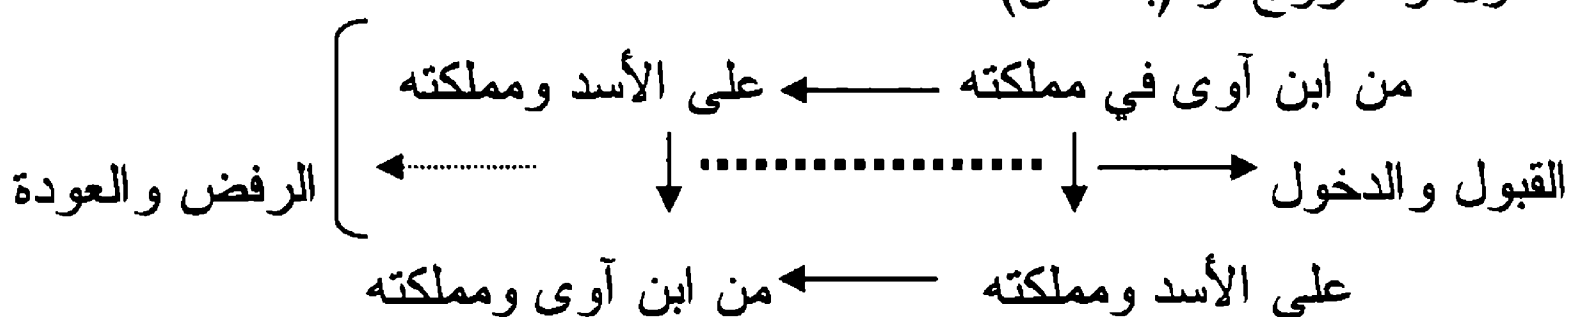 من ابن آوى في مملكته على الأسد ومملكته
القبول والدخول الرفض والعودة
على الأسد ومملكته من ابن آوى ومملكته